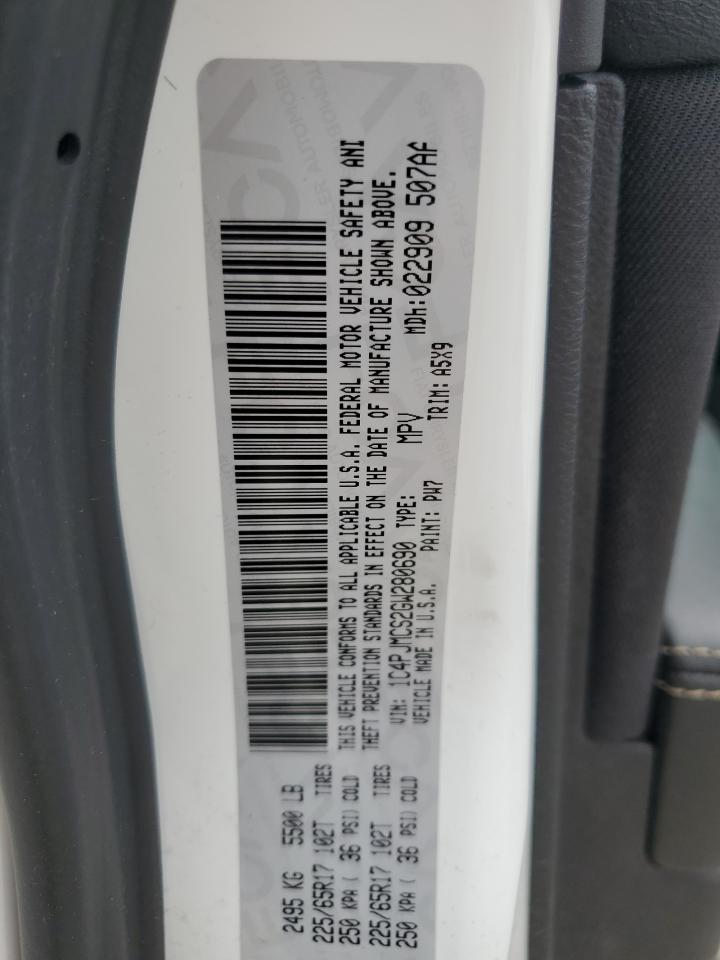 2495 KG 5500 LB
225/65R17 102T TIRES
250 KPA ( 36 PSI) COLD
225/65R17 102T TIRES
250 KPA ( 36 PSI) COLD
THIS VEHICLE CONFORMS TO ALL APPLICABLE U.S.A. FEDERAL MOTOR VEHICLE SAFETY AND
THEFT PREVENTION STANDARDS IN EFFECT ON THE DATE OF MANUFACTURE SHOWN ABOVE.
VIN: 1C4PJMCS2GW280690 TYPE: MPV MDH:022909 507AF
VEHICLE MADE IN U.S.A. PAINT: PW7 TRIM: A5X9